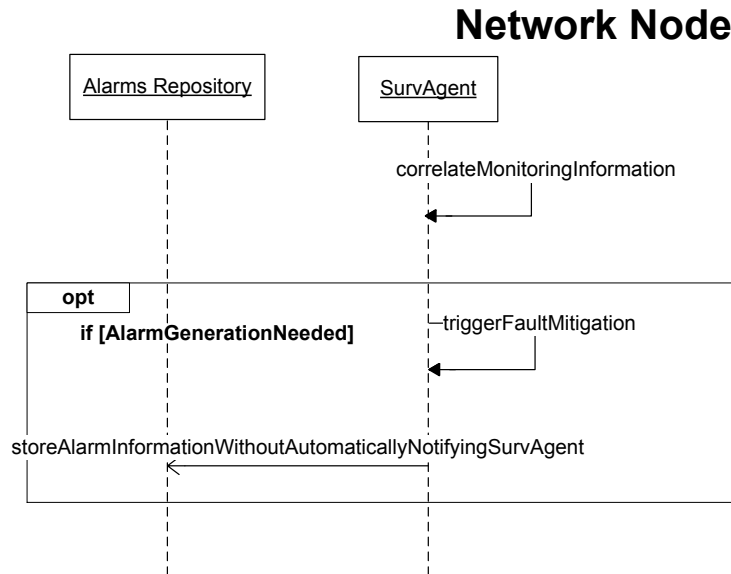 Network Node
Alarms Repository
SurvAgent
correlateMonitoringInformation
opt
if [AlarmGenerationNeeded]
triggerFaultMitigation
storeAlarmInformationWithoutAutomaticallyNotifyingSurvAgent